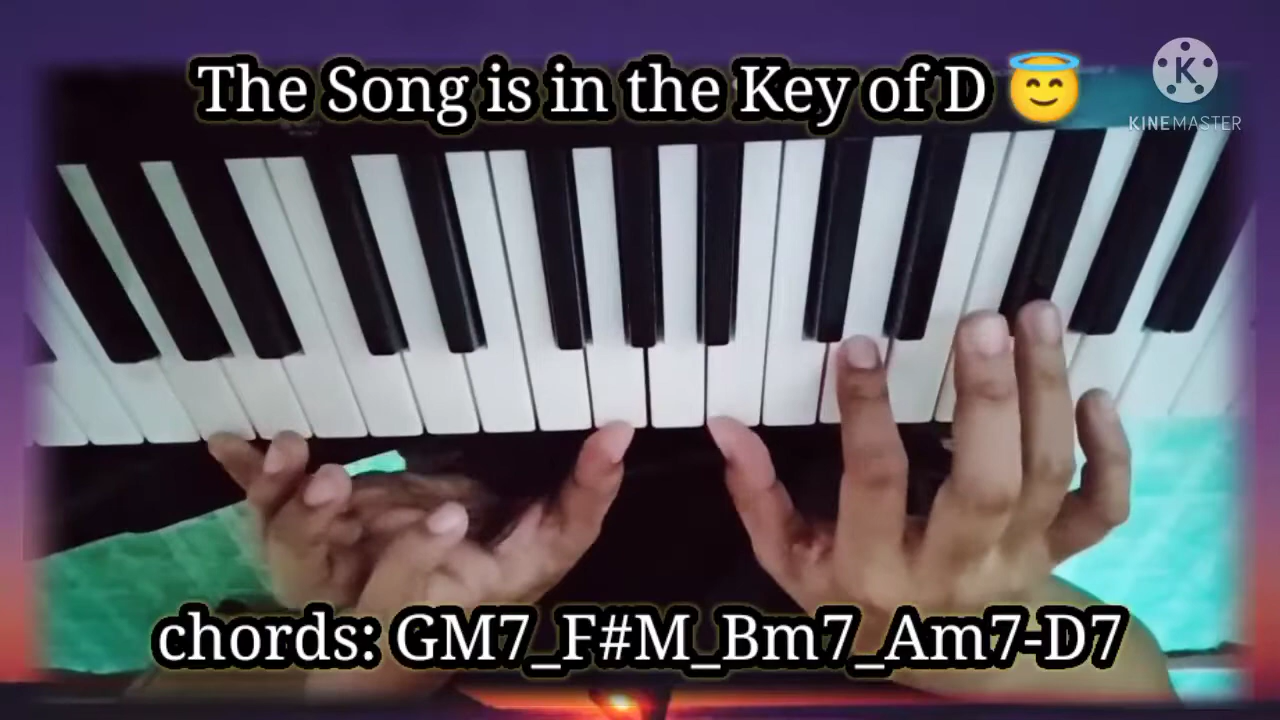 The Song is in the Key of D 😇
K
KINEMASTER
chords: GM7_F#M_Bm7_Am7-D7